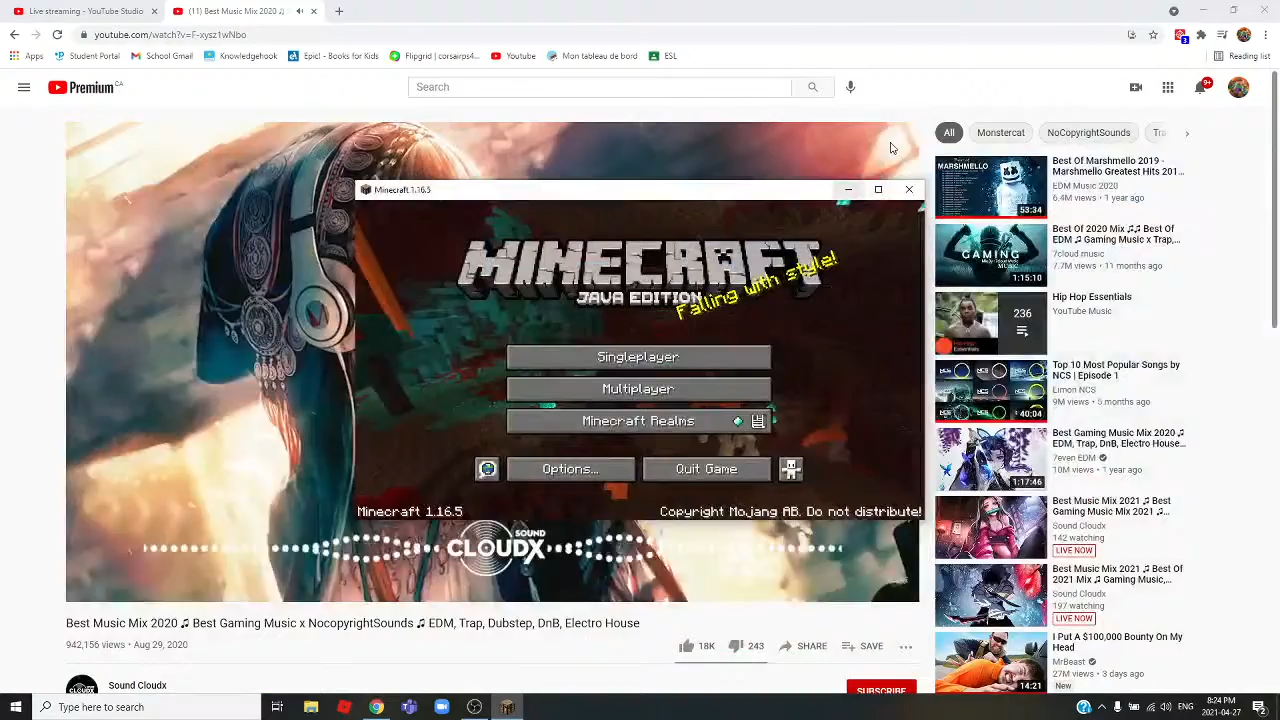 Live streaming - YouTube Studio
(11) Best Music Mix 2020 ♫
youtube.com/watch?v=F-xysz1wNbo
Apps
Student Portal
School Gmail
Knowledgehook
Epic! - Books for Kids
Flipgrid | corsairps4...
Youtube
Mon tableau de bord
ESL
Reading list
Premium CA
Search
9+
All
Monstercat
NoCopyrightSounds
Tra
Minecraft 1.16.5
MINECRAFT
JAVA EDITION
Falling with style!
Singleplayer
Multiplayer
Minecraft Realms
Options...
Quit Game
Minecraft 1.16.5
Copyright Mojang AB. Do not distribute!
SOUND
CLOUDX
Best Music Mix 2020 ♫ Best Gaming Music x NocopyrightSounds ♫ EDM, Trap, Dubstep, DnB, Electro House
942,156 views • Aug 29, 2020
18K
243
SHARE
SAVE
Sound Cloudx
SUBSCRIBE
MARSHMELLO
53:34
Best Of Marshmello 2019 -
Marshmello Greatest Hits 201...
EDM Music 201
6.4M views
GAMING
MUSIC
1:15:10
Best Of 2020 Mix ♫♫ Best Of
EDM ♫ Gaming Music x Trap,...
7cloud music
7.7M views • 11 months ago
236
Hip Hop Essentials
YouTube Music
40:04
Top 10 Most Popular Songs by
NCS | Episode 1
Limon NCS
9M views • 5 months ago
1:17:46
Best Gaming Music Mix 2020 ♫
EDM, Trap, DnB, Electro House...
7even EDM
10M views • 1 year ago
Best Music Mix 2021 ♫ Best
Gaming Music Mix 2021 ♫...
Sound Cloudx
142 watching
LIVE NOW
Best Music Mix 2021 ♫ Best Of
2021 Mix ♫ Gaming Music,...
Sound Cloudx
197 watching
LIVE NOW
14:21
I Put A $100,000 Bounty On My
Head
MrBeast
27M views • 3 days ago
New
Type here to search
ENG
8:24 PM
2021-04-27
2